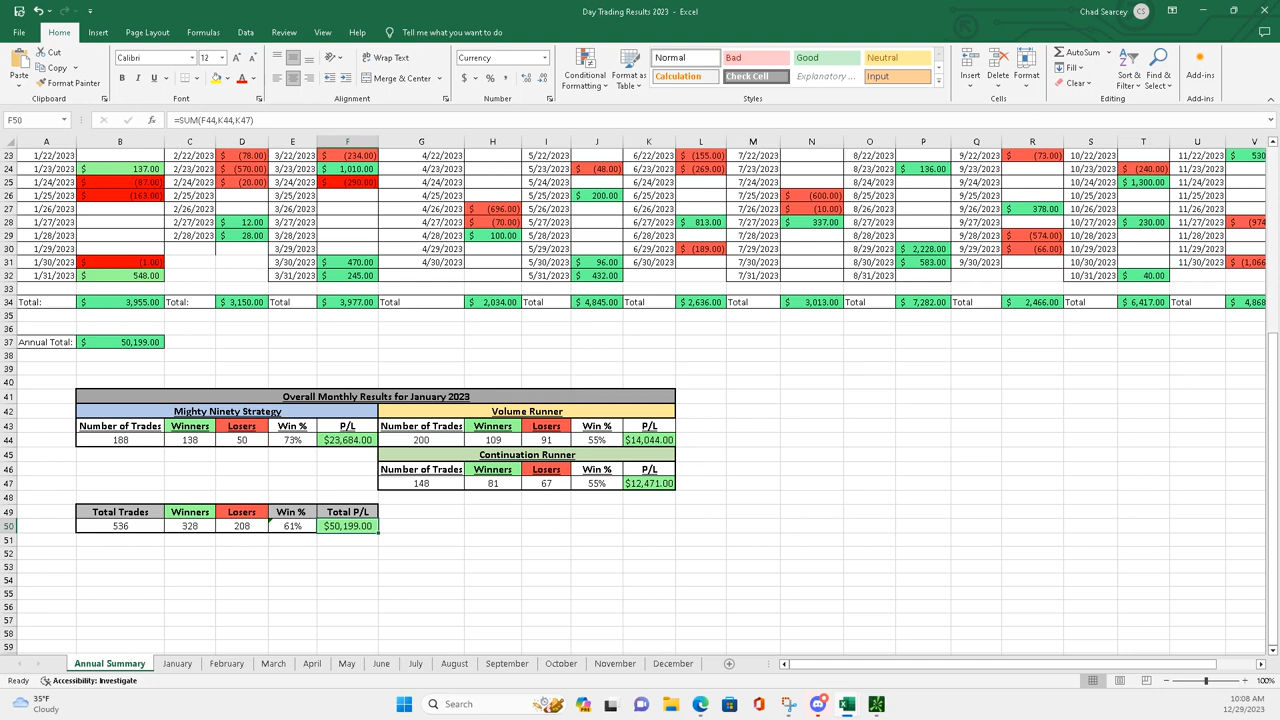 Day Trading Results 2023 - Excel
Chad Searcey CS
File Home Insert Draw Page Layout Formulas Data Review View Help Tell me what you want to do
Paste Cut Copy Format Painter Clipboard
Calibri 12 B I U A Font
Wrap Text Merge & Center Alignment
Currency $ % , Number
Conditional Formatting Format as Table
Normal Bad Good Neutral
Calculation Check Cell Explanatory ... Input
Styles
Insert Delete Format Cells
AutoSum Fill Clear Sort & Filter Find & Select Editing
Add-ins Add-ins
F50 =SUM(F44,K44,K47)
A B C D E F G H I J K L M N O P Q R S T U V
23 1/22/2023 2/22/2023 $ (78.00) 3/22/2023 $ (234.00) 4/22/2023 5/22/2023 6/22/2023 $ (155.00) 7/22/2023 8/22/2023 9/22/2023 $ (73.00) 10/22/2023 11/22/2023 $ 530
24 1/23/2023 $ 137.00 2/23/2023 $ (570.00) 3/23/2023 $ 1,010.00 4/23/2023 5/23/2023 $ (48.00) 6/23/2023 $ (269.00) 7/23/2023 8/23/2023 $ 136.00 9/23/2023 10/23/2023 $ (240.00) 11/23/2023
25 1/24/2023 $ (87.00) 2/24/2023 $ (20.00) 3/24/2023 $ (290.00) 4/24/2023 5/24/2023 6/24/2023 7/24/2023 8/24/2023 9/24/2023 10/24/2023 $ 1,300.00 11/24/2023
26 1/25/2023 $ (163.00) 2/25/2023 3/25/2023 4/25/2023 5/25/2023 $ 200.00 6/25/2023 7/25/2023 $ (600.00) 8/25/2023 9/25/2023 10/25/2023 11/25/2023
27 1/26/2023 2/26/2023 3/26/2023 4/26/2023 $ (696.00) 5/26/2023 6/26/2023 7/26/2023 $ (10.00) 8/26/2023 9/26/2023 $ 378.00 10/26/2023 11/26/2023
28 1/27/2023 2/27/2023 $ 12.00 3/27/2023 4/27/2023 $ (70.00) 5/27/2023 6/27/2023 $ 813.00 7/27/2023 $ 337.00 8/27/2023 9/27/2023 10/27/2023 $ 230.00 11/27/2023 $ (974
29 1/28/2023 2/28/2023 $ 28.00 3/28/2023 4/28/2023 $ 100.00 5/28/2023 6/28/2023 7/28/2023 8/28/2023 9/28/2023 $ (574.00) 10/28/2023 11/28/2023
30 1/29/2023 3/29/2023 4/29/2023 5/29/2023 6/29/2023 $ (189.00) 7/29/2023 8/29/2023 $ 2,228.00 9/29/2023 $ (66.00) 10/29/2023 11/29/2023
31 1/30/2023 $ (1.00) 3/30/2023 $ 470.00 4/30/2023 5/30/2023 $ 96.00 6/30/2023 7/30/2023 8/30/2023 $ 583.00 9/30/2023 10/30/2023 11/30/2023 $ (1,066
32 1/31/2023 $ 548.00 3/31/2023 $ 245.00 5/31/2023 $ 432.00 7/31/2023 8/31/2023 10/31/2023 $ 40.00
33
34 Total: $ 3,955.00 Total: $ 3,150.00 Total $ 3,977.00 Total $ 2,034.00 Total $ 4,845.00 Total $ 2,636.00 Total $ 3,013.00 Total $ 7,282.00 Total $ 2,466.00 Total $ 6,417.00 Total $ 4,868
35
36
37 Annual Total: $ 50,199.00
38
39
40
41 Overall Monthly Results for January 2023
42 Mighty Ninety Strategy Volume Runner
43 Number of Trades Winners Losers Win % P/L Number of Trades Winners Losers Win % P/L
44 188 138 50 73% $23,684.00 200 109 91 55% $14,044.00
45 Continuation Runner
46 Number of Trades Winners Losers Win % P/L
47 148 81 67 55% $12,471.00
48
49 Total Trades Winners Losers Win % Total P/L
50 536 328 208 61% $50,199.00
51
52
53
54
55
56
57
58
59
Annual Summary January February March April May June July August September October November December
Ready Accessibility: Investigate 100%
35°F
Cloudy
Search
10:08 AM
12/29/2023